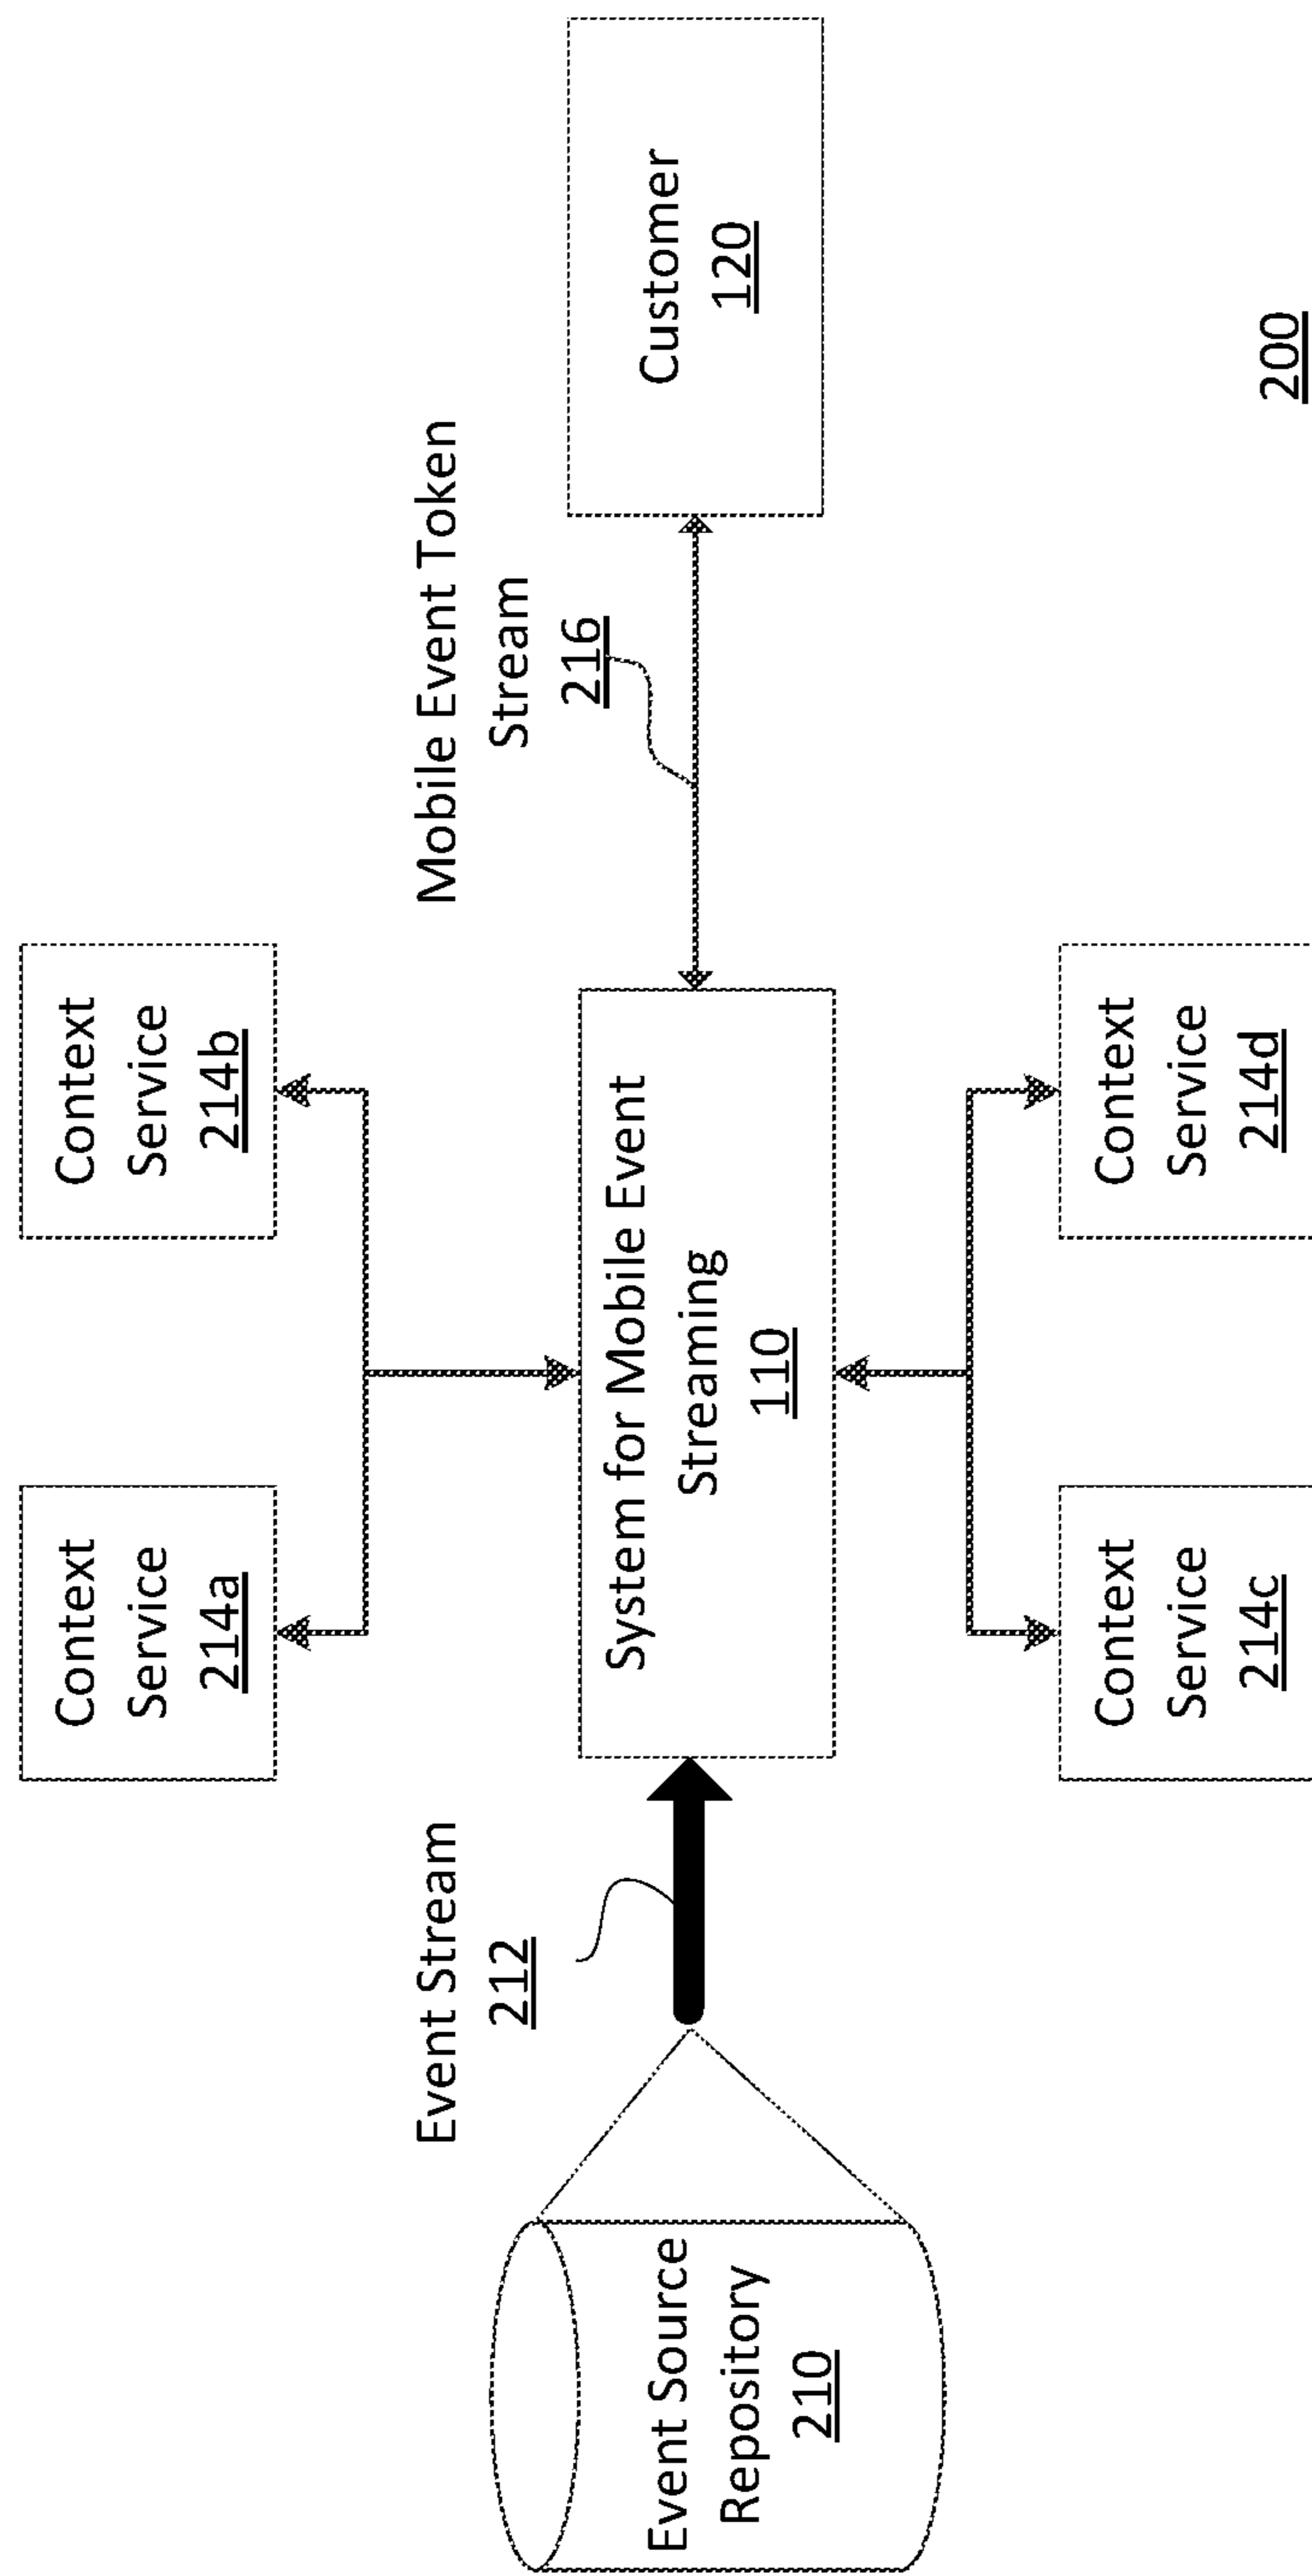 Context
Service
214a
Context
Service
214b
Event Stream
212
Mobile Event Token
Stream
216
Event Source
Repository
210
System for Mobile Event
Streaming
110
Customer
120
Context
Service
214c
Context
Service
214d
200